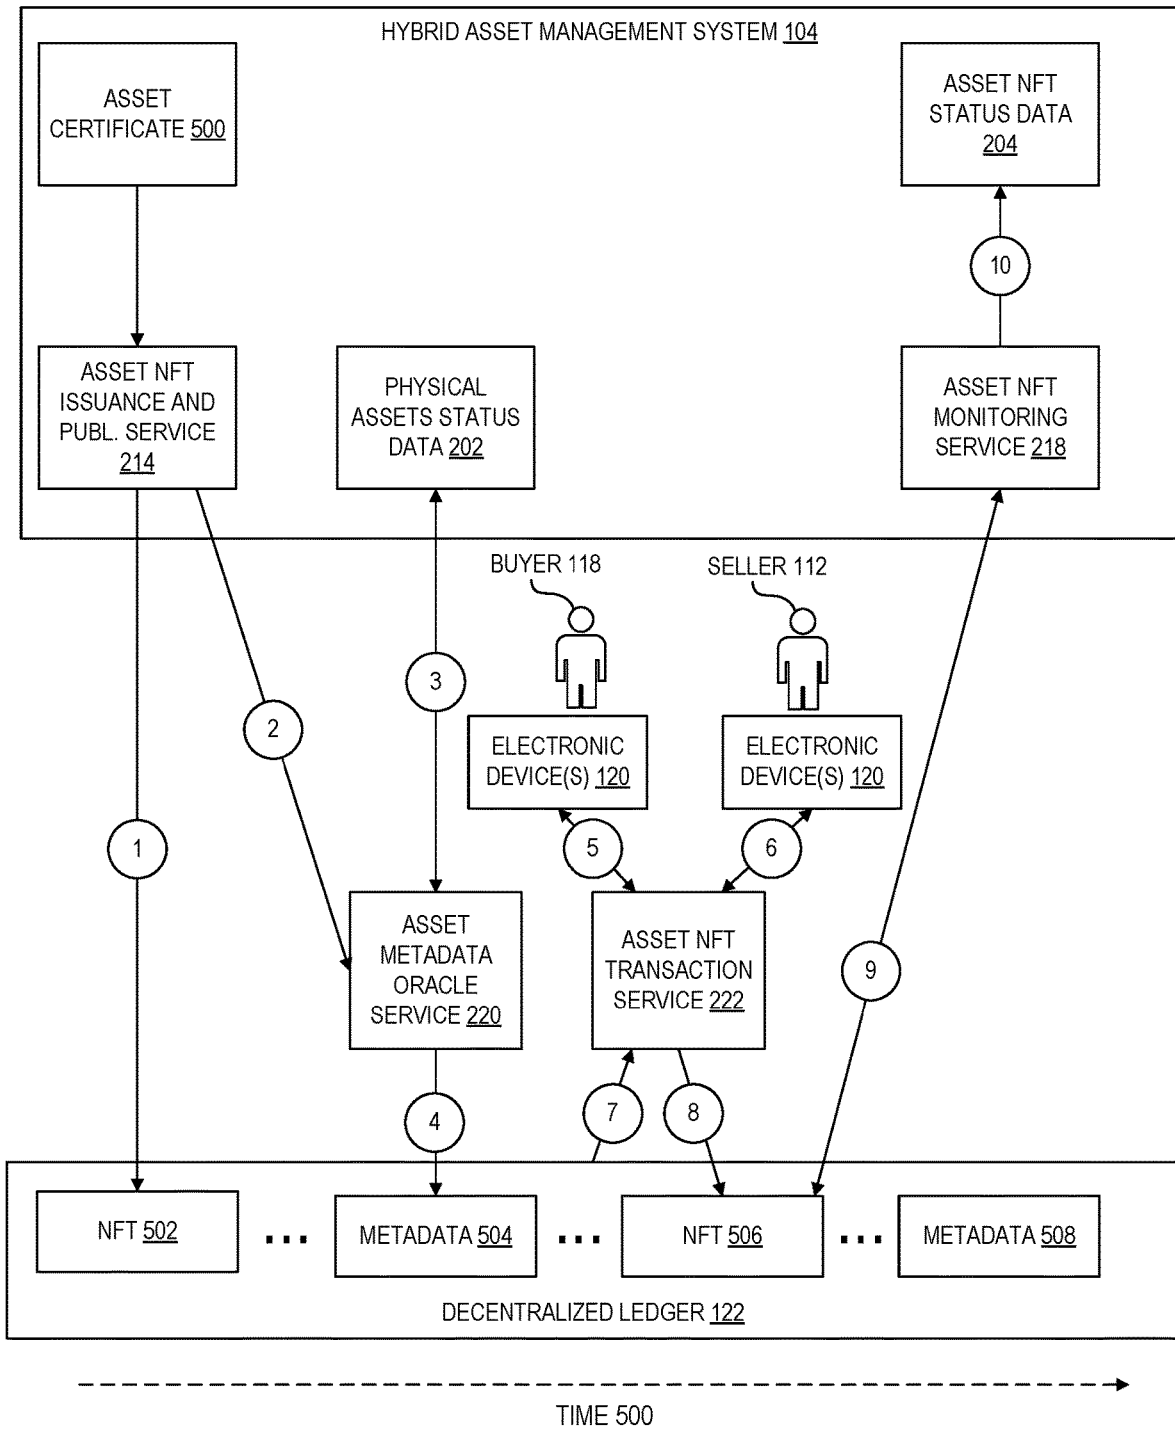 HYBRID ASSET MANAGEMENT SYSTEM 104
ASSET
CERTIFICATE 500
ASSET NFT
STATUS DATA
204
10
ASSET NFT
ISSUANCE AND
PUBL. SERVICE
214
PHYSICAL
ASSETS STATUS
DATA 202
ASSET NFT
MONITORING
SERVICE 218
BUYER 118
SELLER 112
3
2
ELECTRONIC
DEVICE(S) 120
ELECTRONIC
DEVICE(S) 120
1
5
6
ASSET
METADATA
ORACLE
SERVICE 220
ASSET NFT
TRANSACTION
SERVICE 222
9
4
7
8
NFT 502
METADATA 504
NFT 506
METADATA 508
DECENTRALIZED LEDGER 122
TIME 500